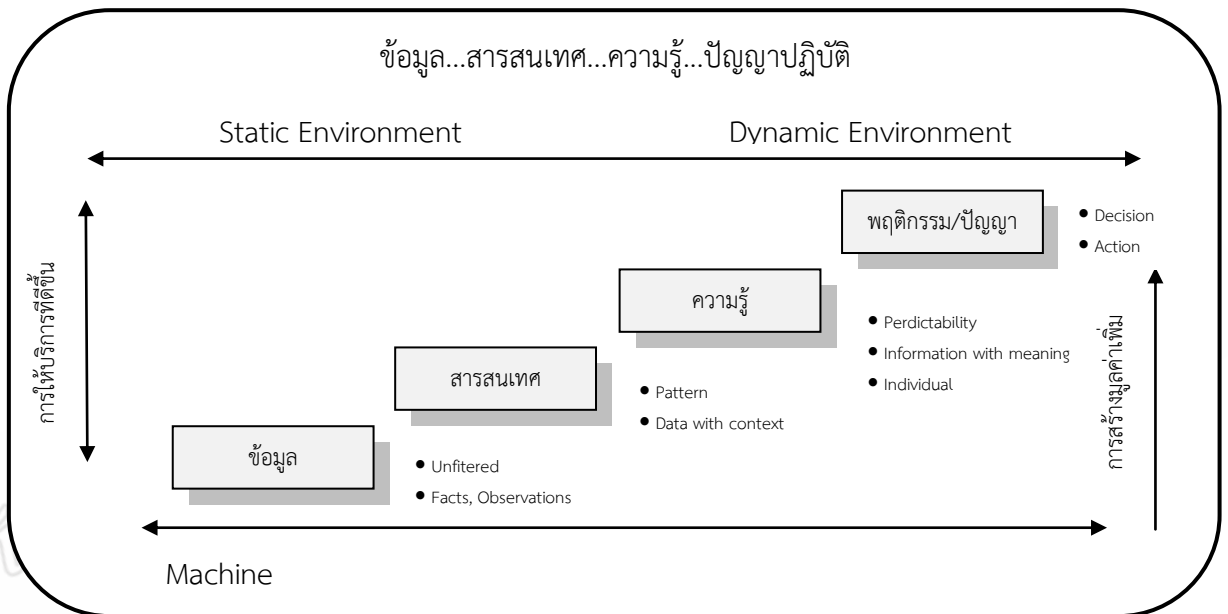 ข้อมูล...สารสนเทศ...ความรู้...ปัญญาปฏิบัติ
Static Environment
Dynamic Environment
การให้บริการที่ดีขึ้น
พฤติกรรม/ปัญญา
• Decision
• Action
ความรู้
• Perdictability
• Information with meaning
• Individual
การสร้างมูลค่าเพิ่ม
สารสนเทศ
• Pattern
• Data with context
ข้อมูล
• Unfitered
• Facts, Observations
Machine